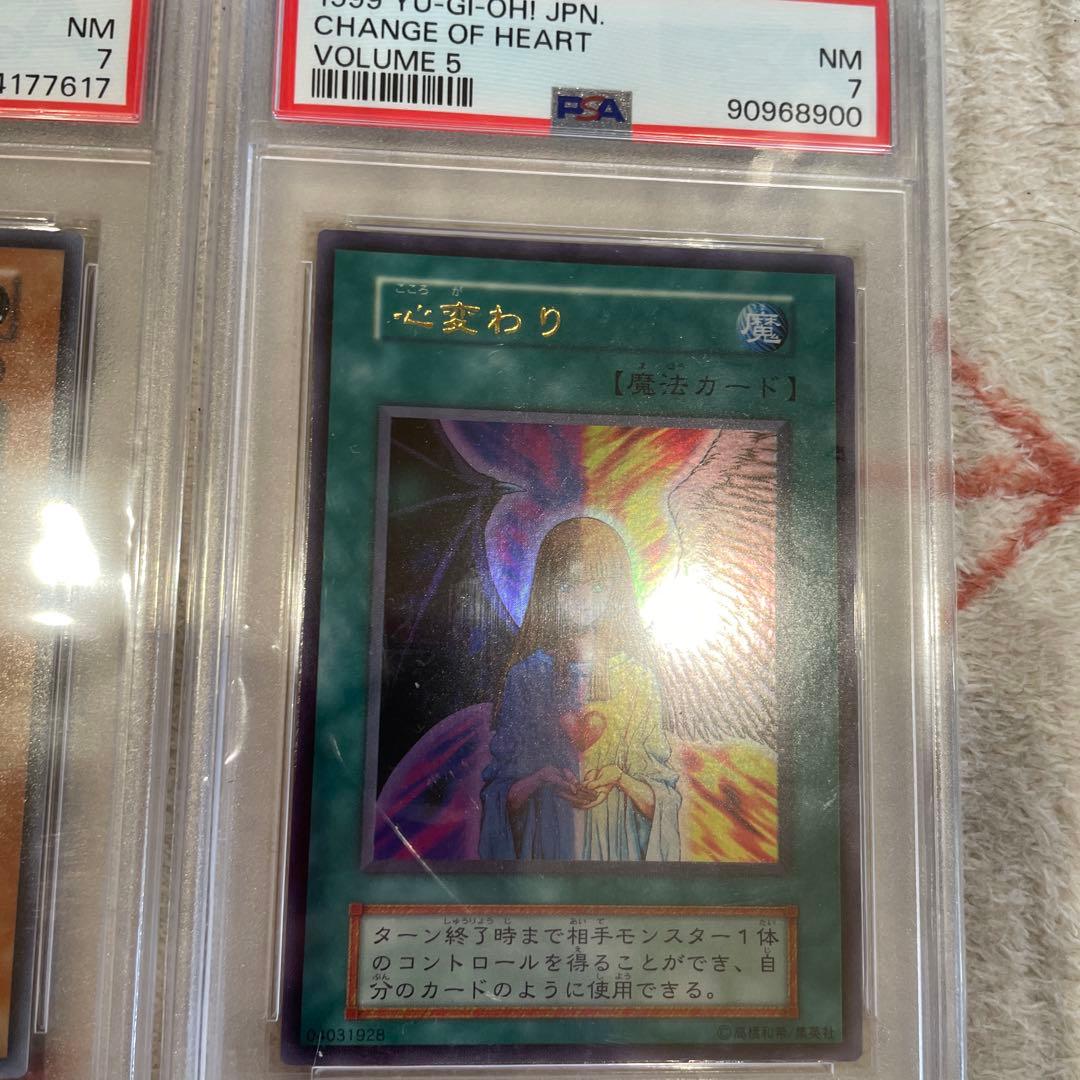 NM
7
4177617
1999 YU-GI-OH! JPN.
CHANGE OF HEART
VOLUME 5
NM
7
PSA
90968900
こころ が
心変わり
魔
ま ほう
【魔法カード】
しゅうりょう じ あい て たい
ターン終了時まで相手モンスター1体
え じ
のコントロールを得ることができ、自
ぶん し よう
分のカードのように使用できる。
04031928
©高橋和希/集英社